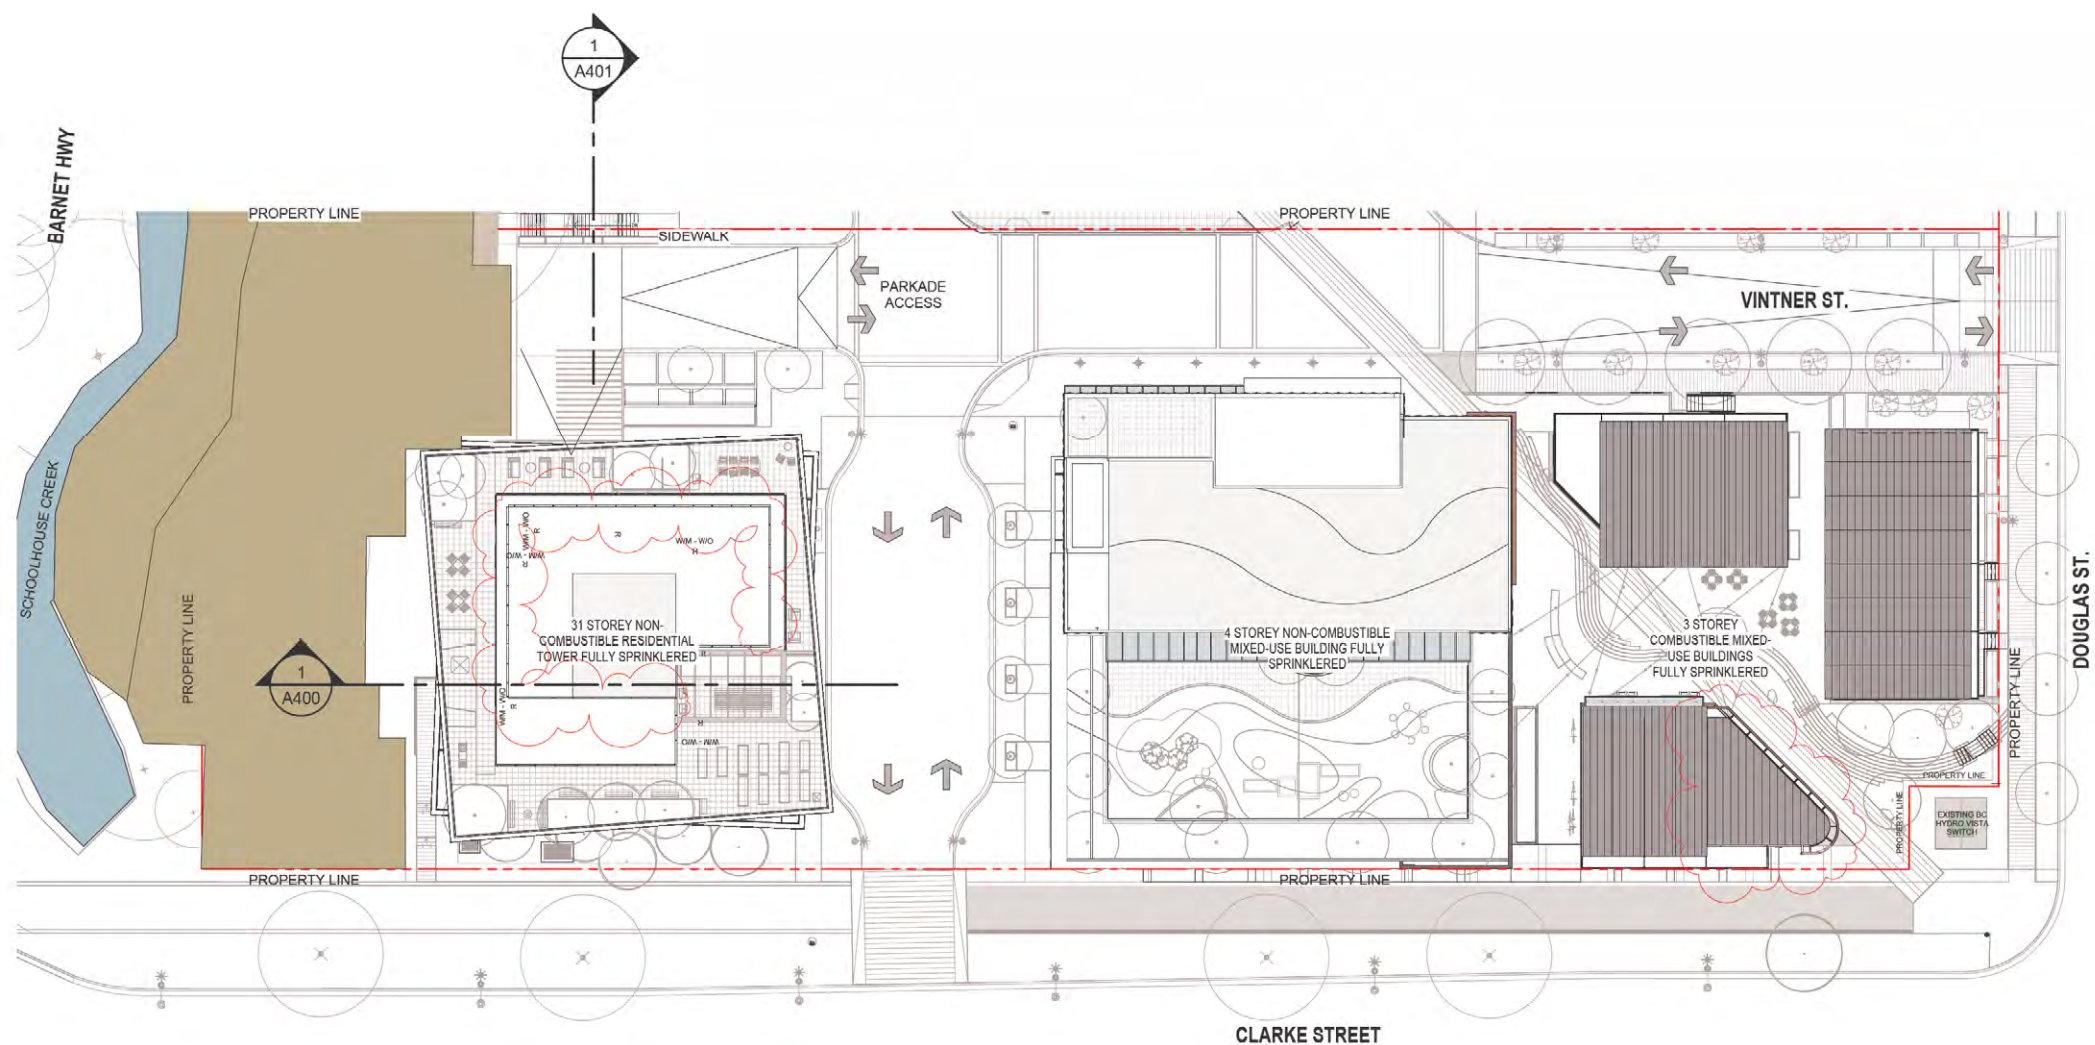 1
A401
BARNET HWY
PROPERTY LINE
SIDEWALK
PARKADE
ACCESS
PROPERTY LINE
VINTNER ST.
SCHOOLHOUSE CREEK
PROPERTY LINE
1
A400
W/M - W/O
R
W/M - W/O
R
R
W/M - W/O
R
31 STOREY NON-
COMBUSTIBLE RESIDENTIAL
TOWER FULLY SPRINKLERED
R
W/M - W/O
R
R
W/M - W/O
4 STOREY NON-COMBUSTIBLE
MIXED-USE BUILDING FULLY
SPRINKLERED
3 STOREY
COMBUSTIBLE MIXED-
USE BUILDINGS
FULLY SPRINKLERED
DOUGLAS ST.
PROPERTY LINE
PROPERTY LINE
PROPERTY LINE
EXISTING BC
HYDRO VISTA
SWITCH
PROPERTY LINE
PROPERTY LINE
CLARKE STREET